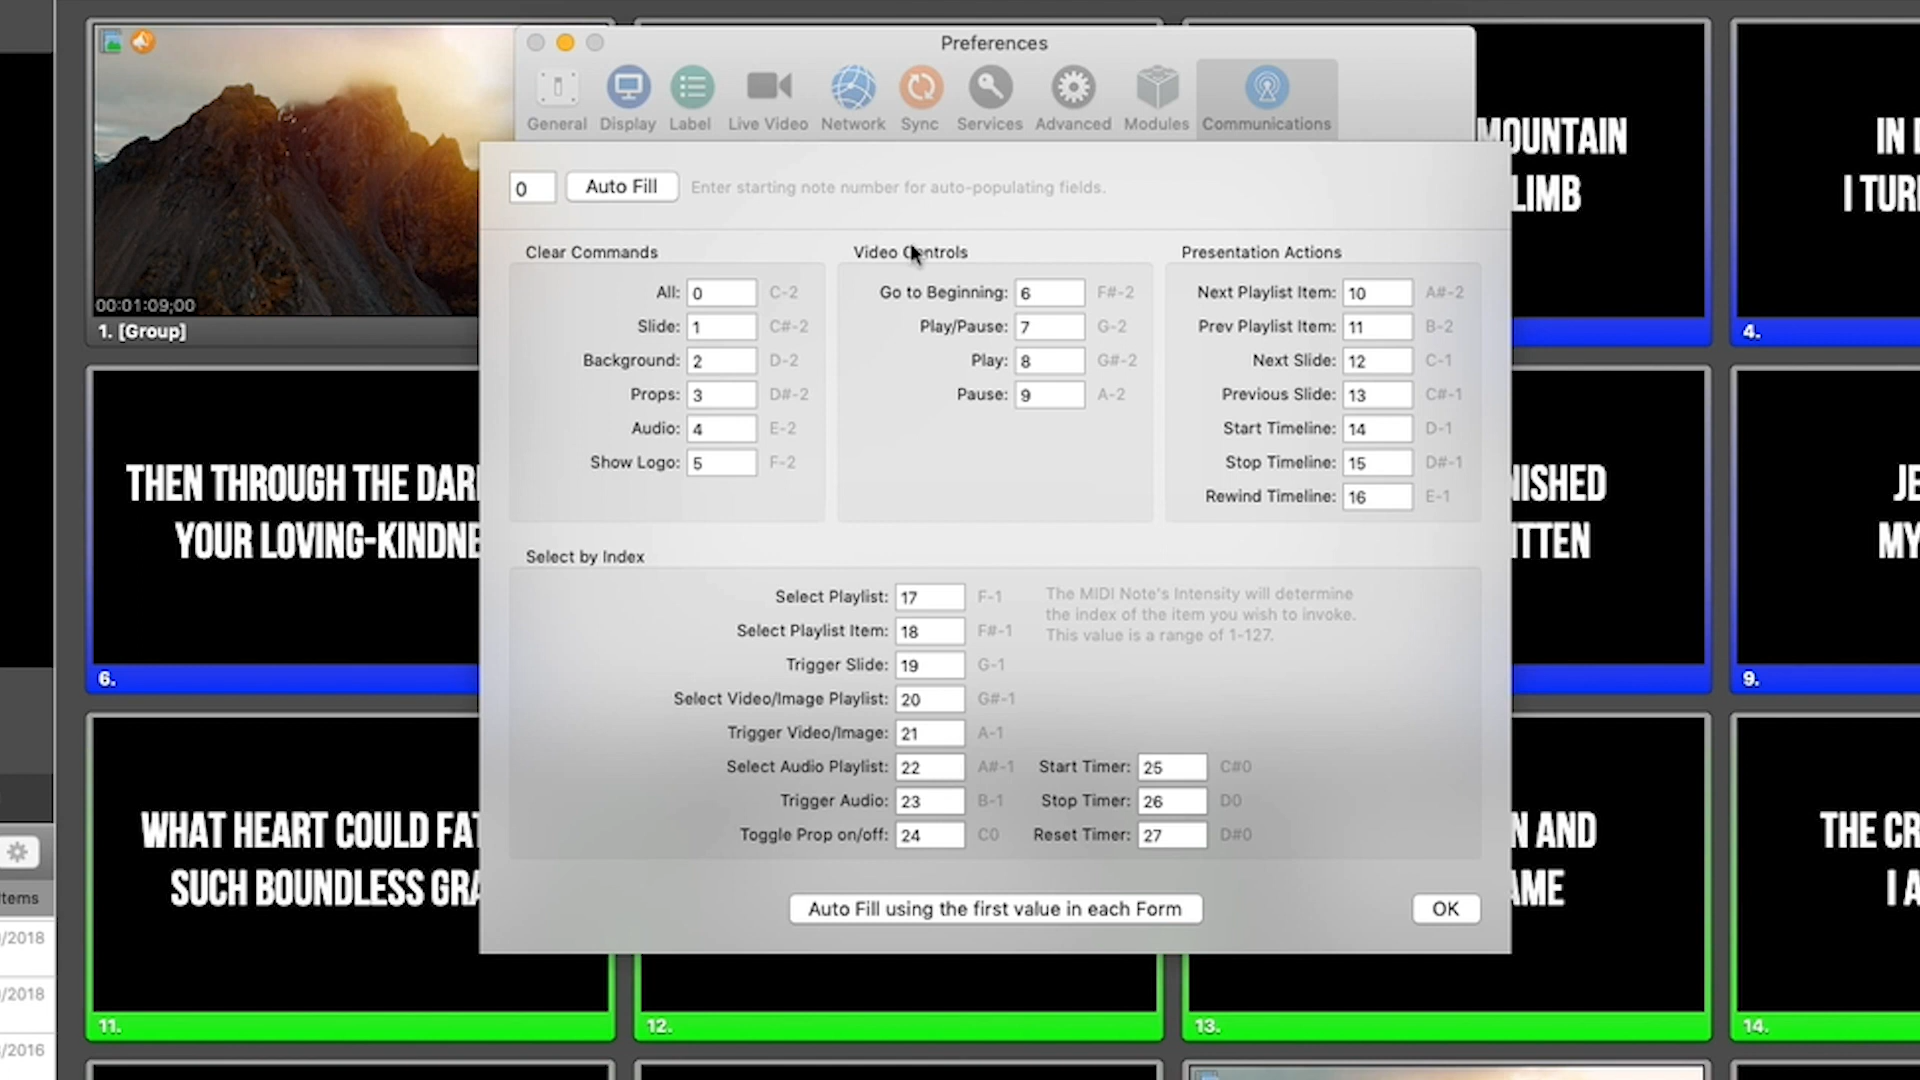 Preferences
General Display Label Live Video Network Sync Services Advanced Modules Communications
0 Auto Fill Enter starting note number for auto-populating fields.
Clear Commands
All: 0 C-2
Slide: 1 C#-2
Background: 2 D-2
Props: 3 D#-2
Audio: 4 E-2
Show Logo: 5 F-2
Video Controls
Go to Beginning: 6 F#-2
Play/Pause: 7 G-2
Play: 8 G#-2
Pause: 9 A-2
Presentation Actions
Next Playlist Item: 10 A#-2
Prev Playlist Item: 11 B-2
Next Slide: 12 C-1
Previous Slide: 13 C#-1
Start Timeline: 14 D-1
Stop Timeline: 15 D#-1
Rewind Timeline: 16 E-1
Select by Index
Select Playlist: 17 F-1
Select Playlist Item: 18 F#-1
Trigger Slide: 19 G-1
Select Video/Image Playlist: 20 G#-1
Trigger Video/Image: 21 A-1
Select Audio Playlist: 22 A#-1
Trigger Audio: 23 B-1
Toggle Prop on/off: 24 C0
The MIDI Note's Intensity will determine
the index of the item you wish to invoke.
This value is a range of 1-127.
Start Timer: 25 C#0
Stop Timer: 26 D0
Reset Timer: 27 D#0
Auto Fill using the first value in each Form
OK
00:01:09;00
1. [Group]
MOUNTAIN
LIMB
IN
I TUR
4.
THEN THROUGH THE DAR
YOUR LOVING-KINDNE
6.
NISHED
ITTEN
JE
MY
9.
WHAT HEART COULD FAT
SUCH BOUNDLESS GRA
11.
12.
N AND
AME
13.
THE CR
I A
14.
tems
/2018
/2018
/2016